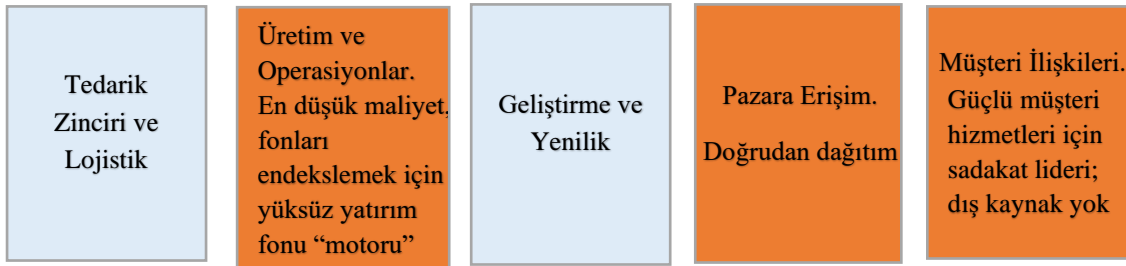 Tedarik
Zinciri ve
Lojistik
Üretim ve
Operasyonlar.
En düşük maliyet,
fonları
endekslemek için
yüksüz yatırım
fonu “motoru”
Geliştirme ve
Yenilik
Pazara Erişim.
Doğrudan dağıtım
Müşteri İlişkileri.
Güçlü müşteri
hizmetleri için
sadakat lideri;
dış kaynak yok